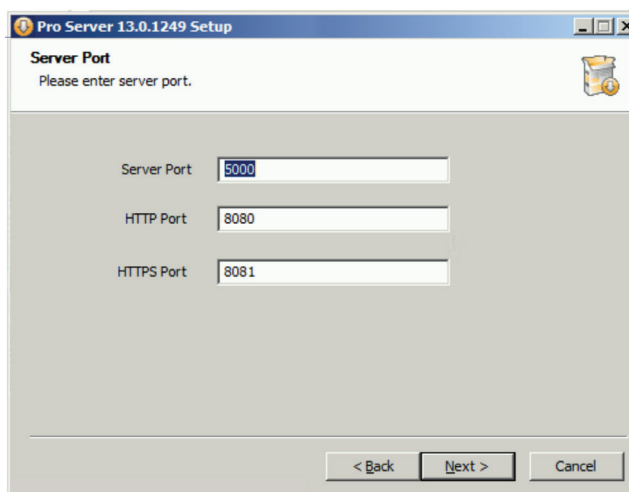 Pro Server 13.0.1249 Setup
Server Port
Please enter server port.
Server Port 5000
HTTP Port 8080
HTTPS Port 8081
< Back Next > Cancel